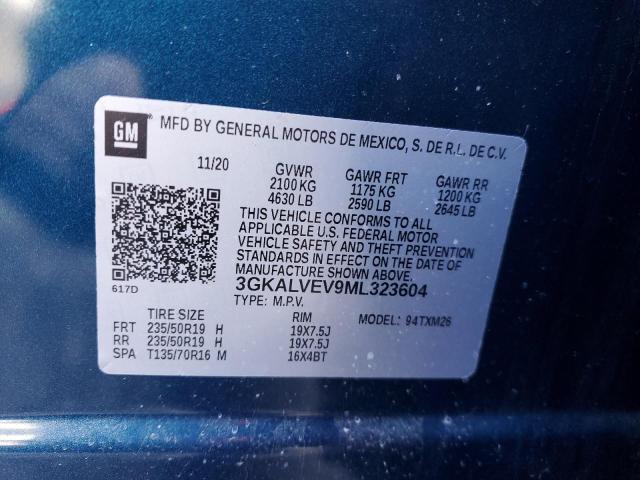 GM ® MFD BY GENERAL MOTORS DE MEXICO, S. DE R.L. DE C.V.
11/20 GVWR GAWR FRT GAWR RR
2100 KG 1175 KG 1200 KG
4630 LB 2590 LB 2645 LB
THIS VEHICLE CONFORMS TO ALL
APPLICABLE U.S. FEDERAL MOTOR
VEHICLE SAFETY AND THEFT PREVENTION
STANDARDS IN EFFECT ON THE DATE OF
MANUFACTURE SHOWN ABOVE.
617D
3GKALVEV9ML323604
TYPE: M.P.V.
TIRE SIZE RIM MODEL: 94TXM26
FRT 235/50R19 H 19X7.5J
RR 235/50R19 H 19X7.5J
SPA T135/70R16 M 16X4BT